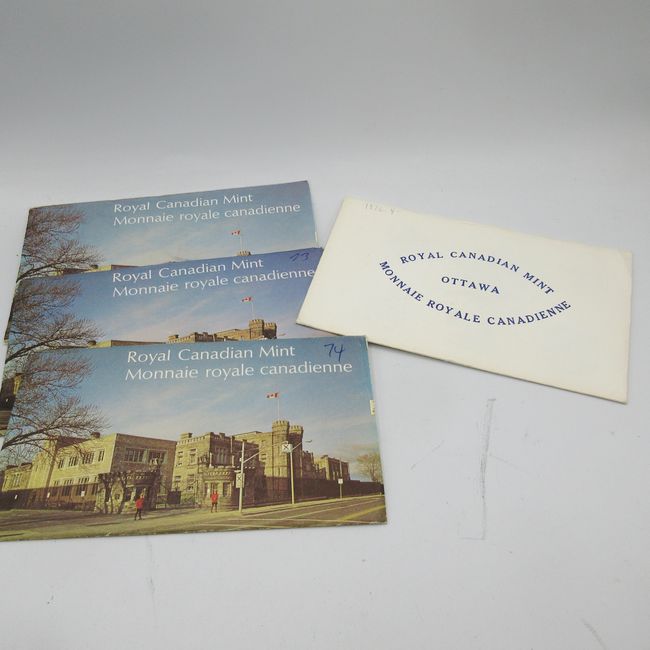 Royal Canadian Mint
Monnaie royale canadienne
Royal Canadian Mint 73
Monnaie royale canadienne
Royal Canadian Mint 74
Monnaie royale canadienne
ROYAL CANADIAN MINT
OTTAWA
MONNAIE ROYALE CANADIENNE